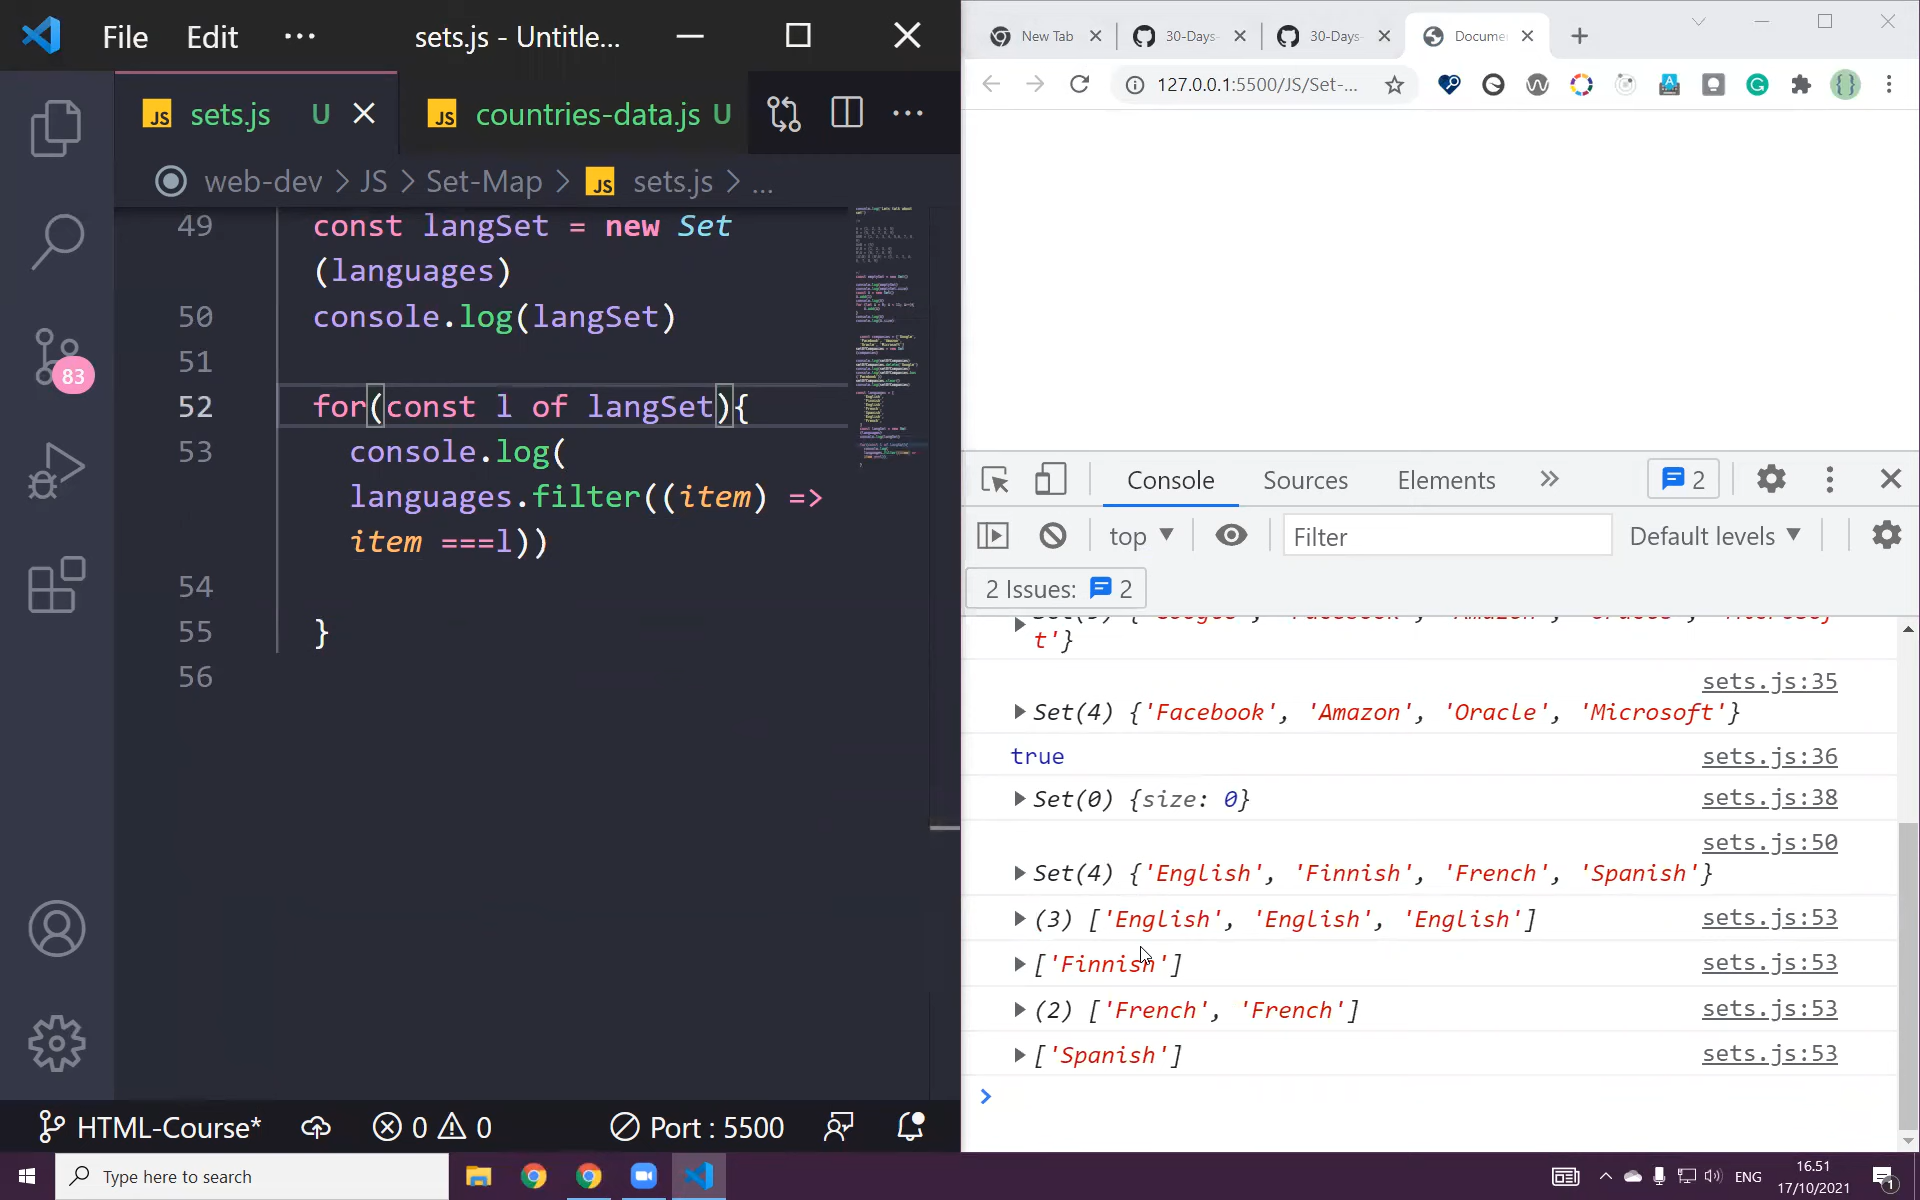 File Edit ··· sets.js - Untitle...
JS sets.js U JS countries-data.js U ···
web-dev > JS > Set-Map > JS sets.js > ...
49 const langSet = new Set
(languages)
50 console.log(langSet)
51
52 for(const l of langSet){
53 console.log(
languages.filter((item) =>
item ===l))
54
55 }
56
83
HTML-Course* 0 0 Port : 5500
New Tab 30-Days- 30-Days- Docume
127.0.0.1:5500/JS/Set-...
Console Sources Elements » 2
top Filter Default levels
2 Issues: 2
t'}
sets.js:35
Set(4) {'Facebook', 'Amazon', 'Oracle', 'Microsoft'}
true sets.js:36
Set(0) {size: 0} sets.js:38
sets.js:50
Set(4) {'English', 'Finnish', 'French', 'Spanish'}
(3) ['English', 'English', 'English'] sets.js:53
['Finnish'] sets.js:53
(2) ['French', 'French'] sets.js:53
['Spanish'] sets.js:53
>
Type here to search
ENG 16.51
17/10/2021
1